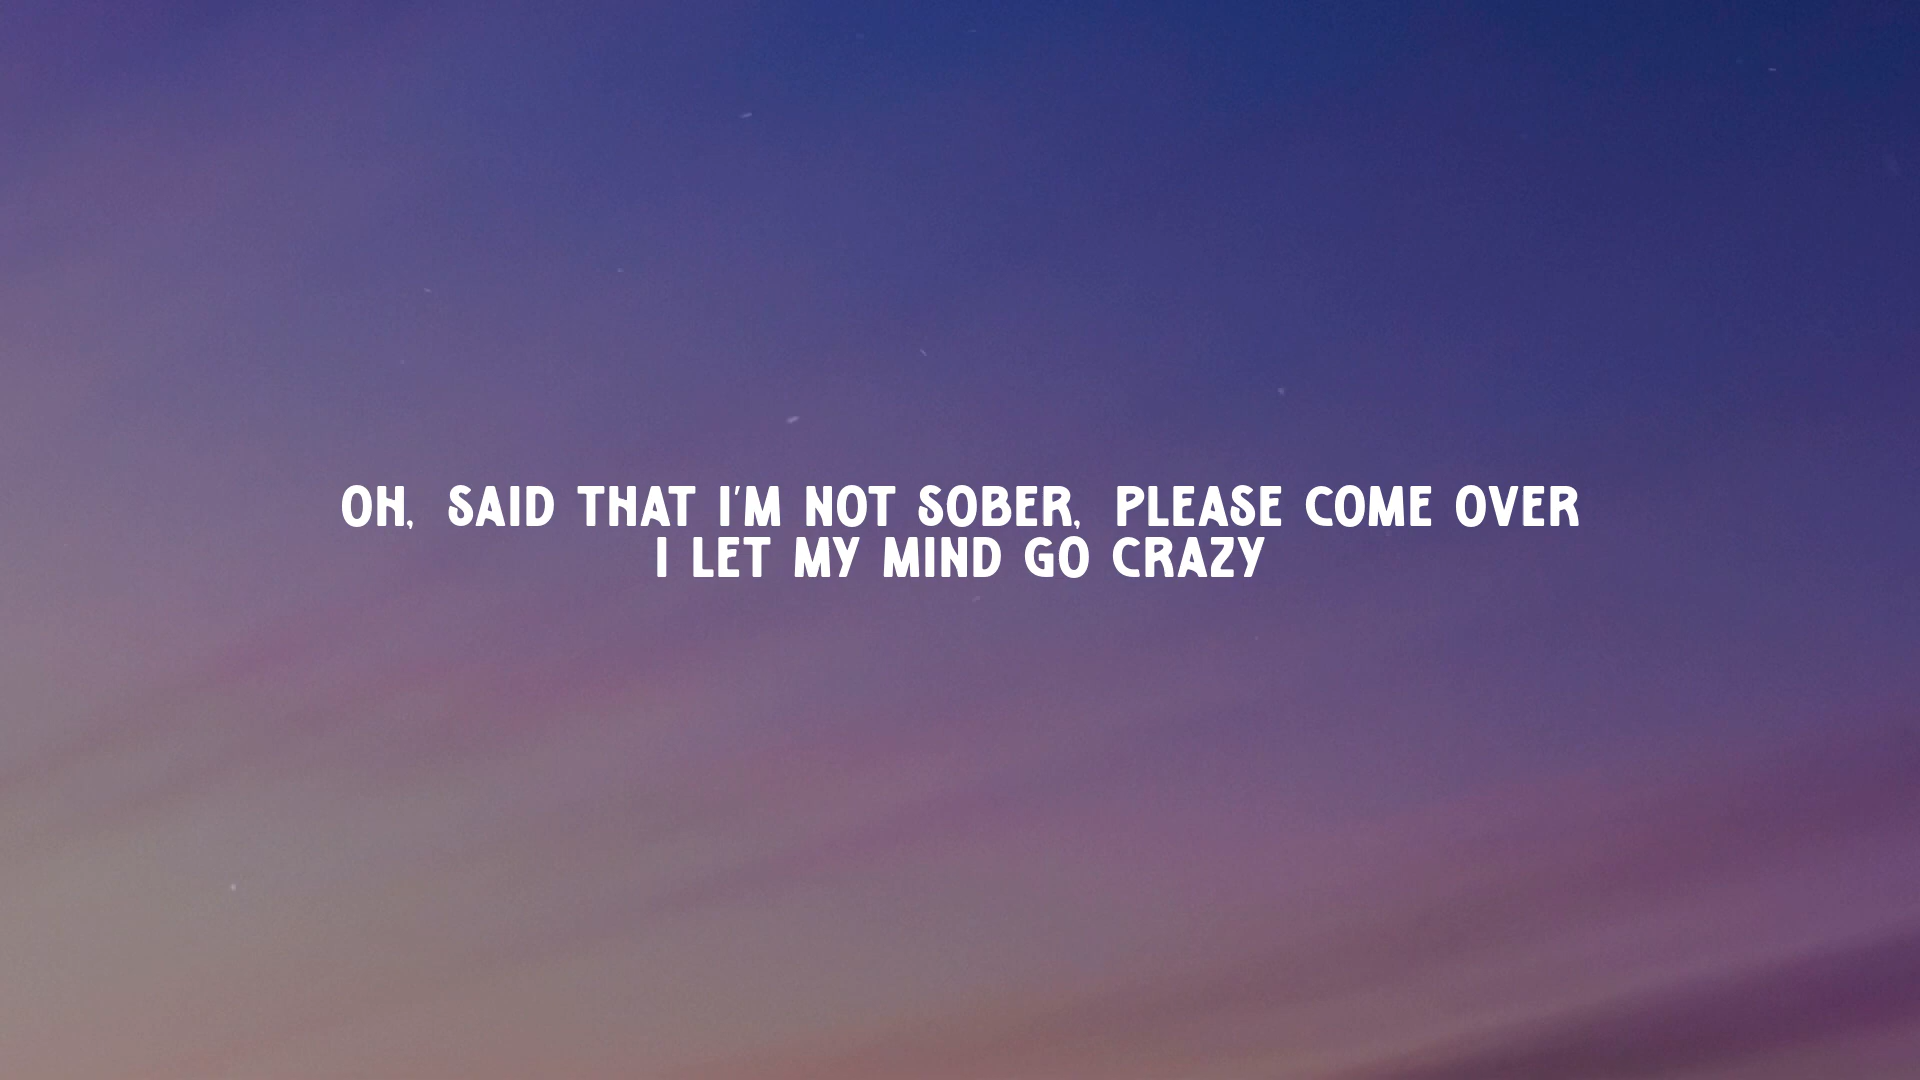 OH, SAID THAT I'M NOT SOBER, PLEASE COME OVER
I LET MY MIND GO CRAZY